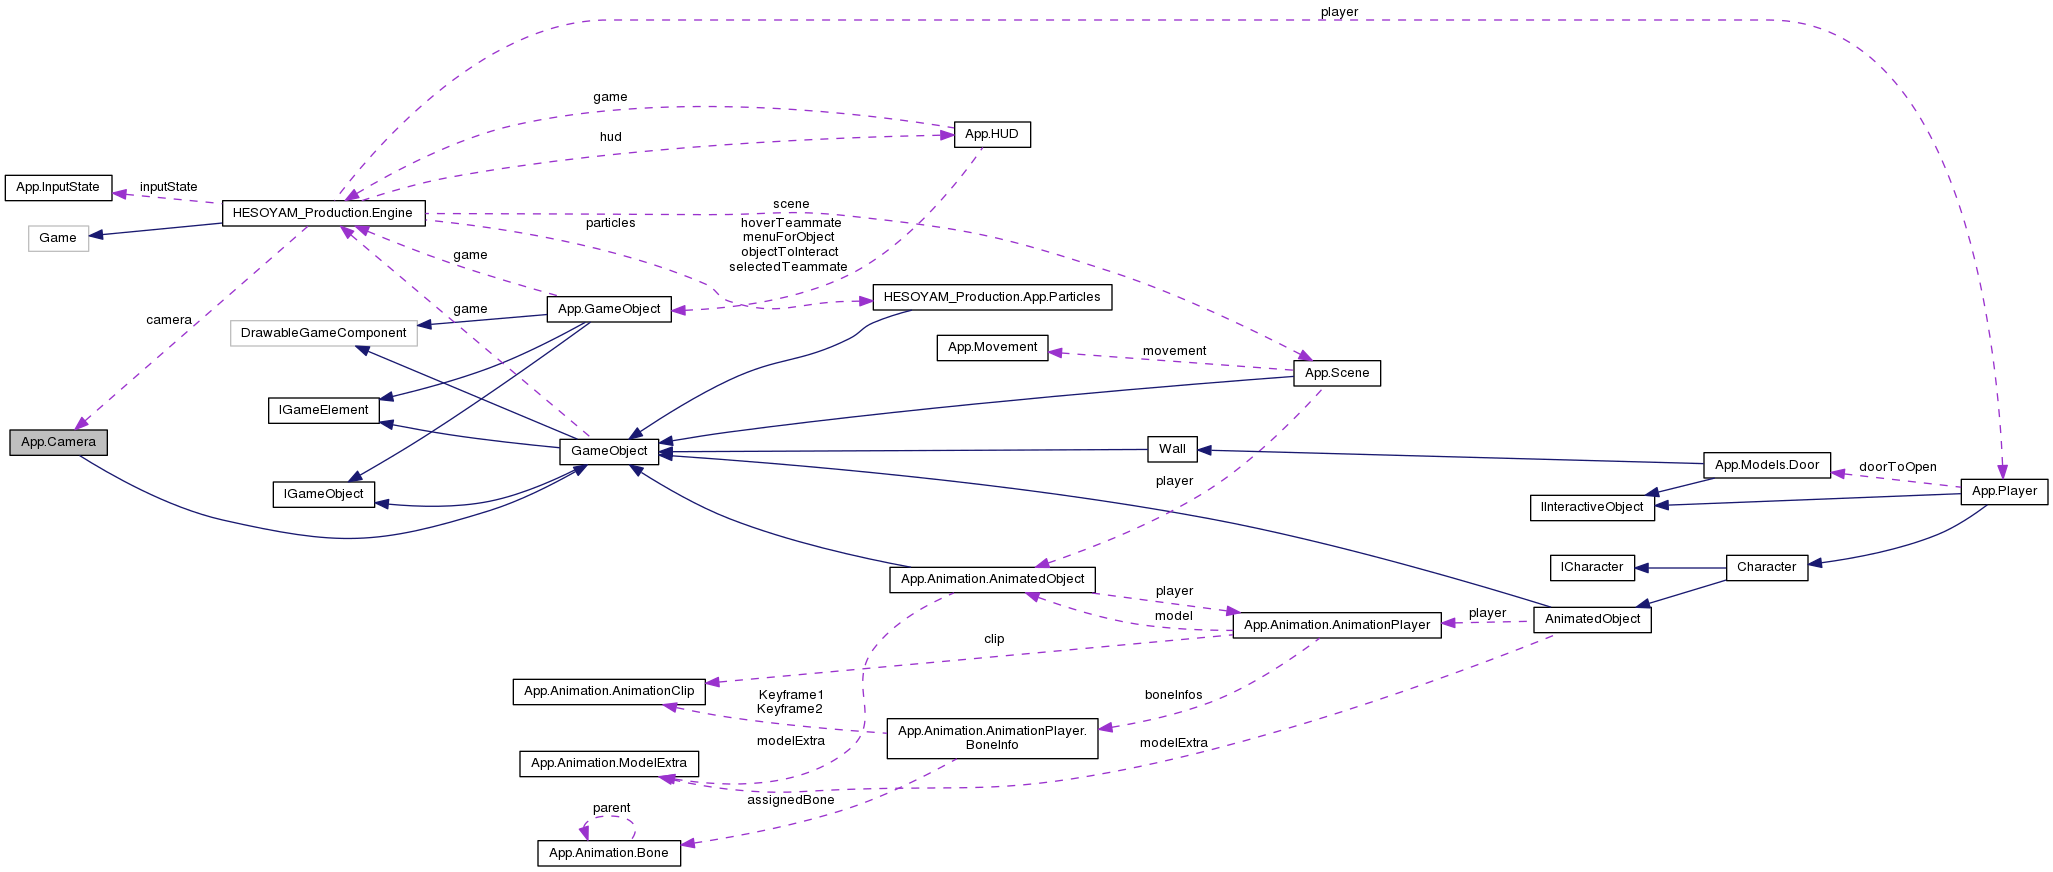 player
game
App.HUD
hud
App.InputState
inputState
HESOYAM_Production.Engine
scene
particles
hoverTeammate
menuForObject
objectToInteract
selectedTeammate
Game
game
HESOYAM_Production.App.Particles
App.GameObject
game
camera
DrawableGameComponent
App.Movement
movement
App.Scene
IGameElement
App.Camera
GameObject
Wall
App.Models.Door
doorToOpen
player
App.Player
IGameObject
IInteractiveObject
ICharacter
Character
App.Animation.AnimatedObject
player
model
App.Animation.AnimationPlayer
player
AnimatedObject
clip
App.Animation.AnimationClip
Keyframe1
Keyframe2
boneInfos
App.Animation.AnimationPlayer.
BoneInfo
modelExtra
modelExtra
App.Animation.ModelExtra
assignedBone
parent
App.Animation.Bone